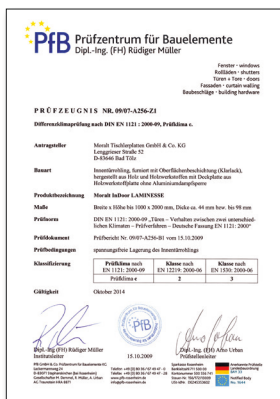 PfB Prüfzentrum für Bauelemente
Dipl.-Ing. (FH) Rüdiger Müller
Fenster · windows
Rollläden · shutters
Türen + Tore · doors
Fassaden · curtain walling
Baubeschläge · building hardware
PRÜFZEUGNIS NR. 09/07-A256-Z1
Differenzklimaprüfung nach DIN EN 1121 : 2000-09, Prüfklima c.
Antragsteller Moralt Tischlerplatten GmbH & Co. KG
Lenggrieser Straße 52
D-83646 Bad Tölz
Bauart Innentürrohling, furniert mit Oberflächenbeschichtung (Klarlack),
hergestellt aus Holz und Holzwerkstoffen mit Deckplatte aus
Holzwerkstoffplatte ohne Aluminiumdampfsperre
Produktbezeichnung Moralt InDoor LAMINESSE
Maße Breite x Höhe bis 1000 x 2000 mm, Dicke ca. 44 mm bzw. bis 98 mm
Prüfnorm DIN EN 1121: 2000-09 „Türen – Verhalten zwischen zwei unterschied-
lichen Klimaten – Prüfverfahren – Deutsche Fassung EN 1121: 2000“
Prüfdokument Prüfbericht Nr. 09/07-A256-B1 vom 15.10.2009
Prüfbedingungen spannungsfreie Lagerung des Innentürrohlings
Klassifizierung Prüfklima nach Klasse nach Klasse nach
EN 1121: 2000-09 EN 12219: 2000-06 EN 1530: 2000-06
Prüfklima c 2 3
Gültigkeit Oktober 2014
PfB
Dipl.-Ing. (FH) Rüdiger Müller Dipl.-Ing. (FH) Arno Urban
Institutsleiter 15.10.2009 Prüfstellenleiter